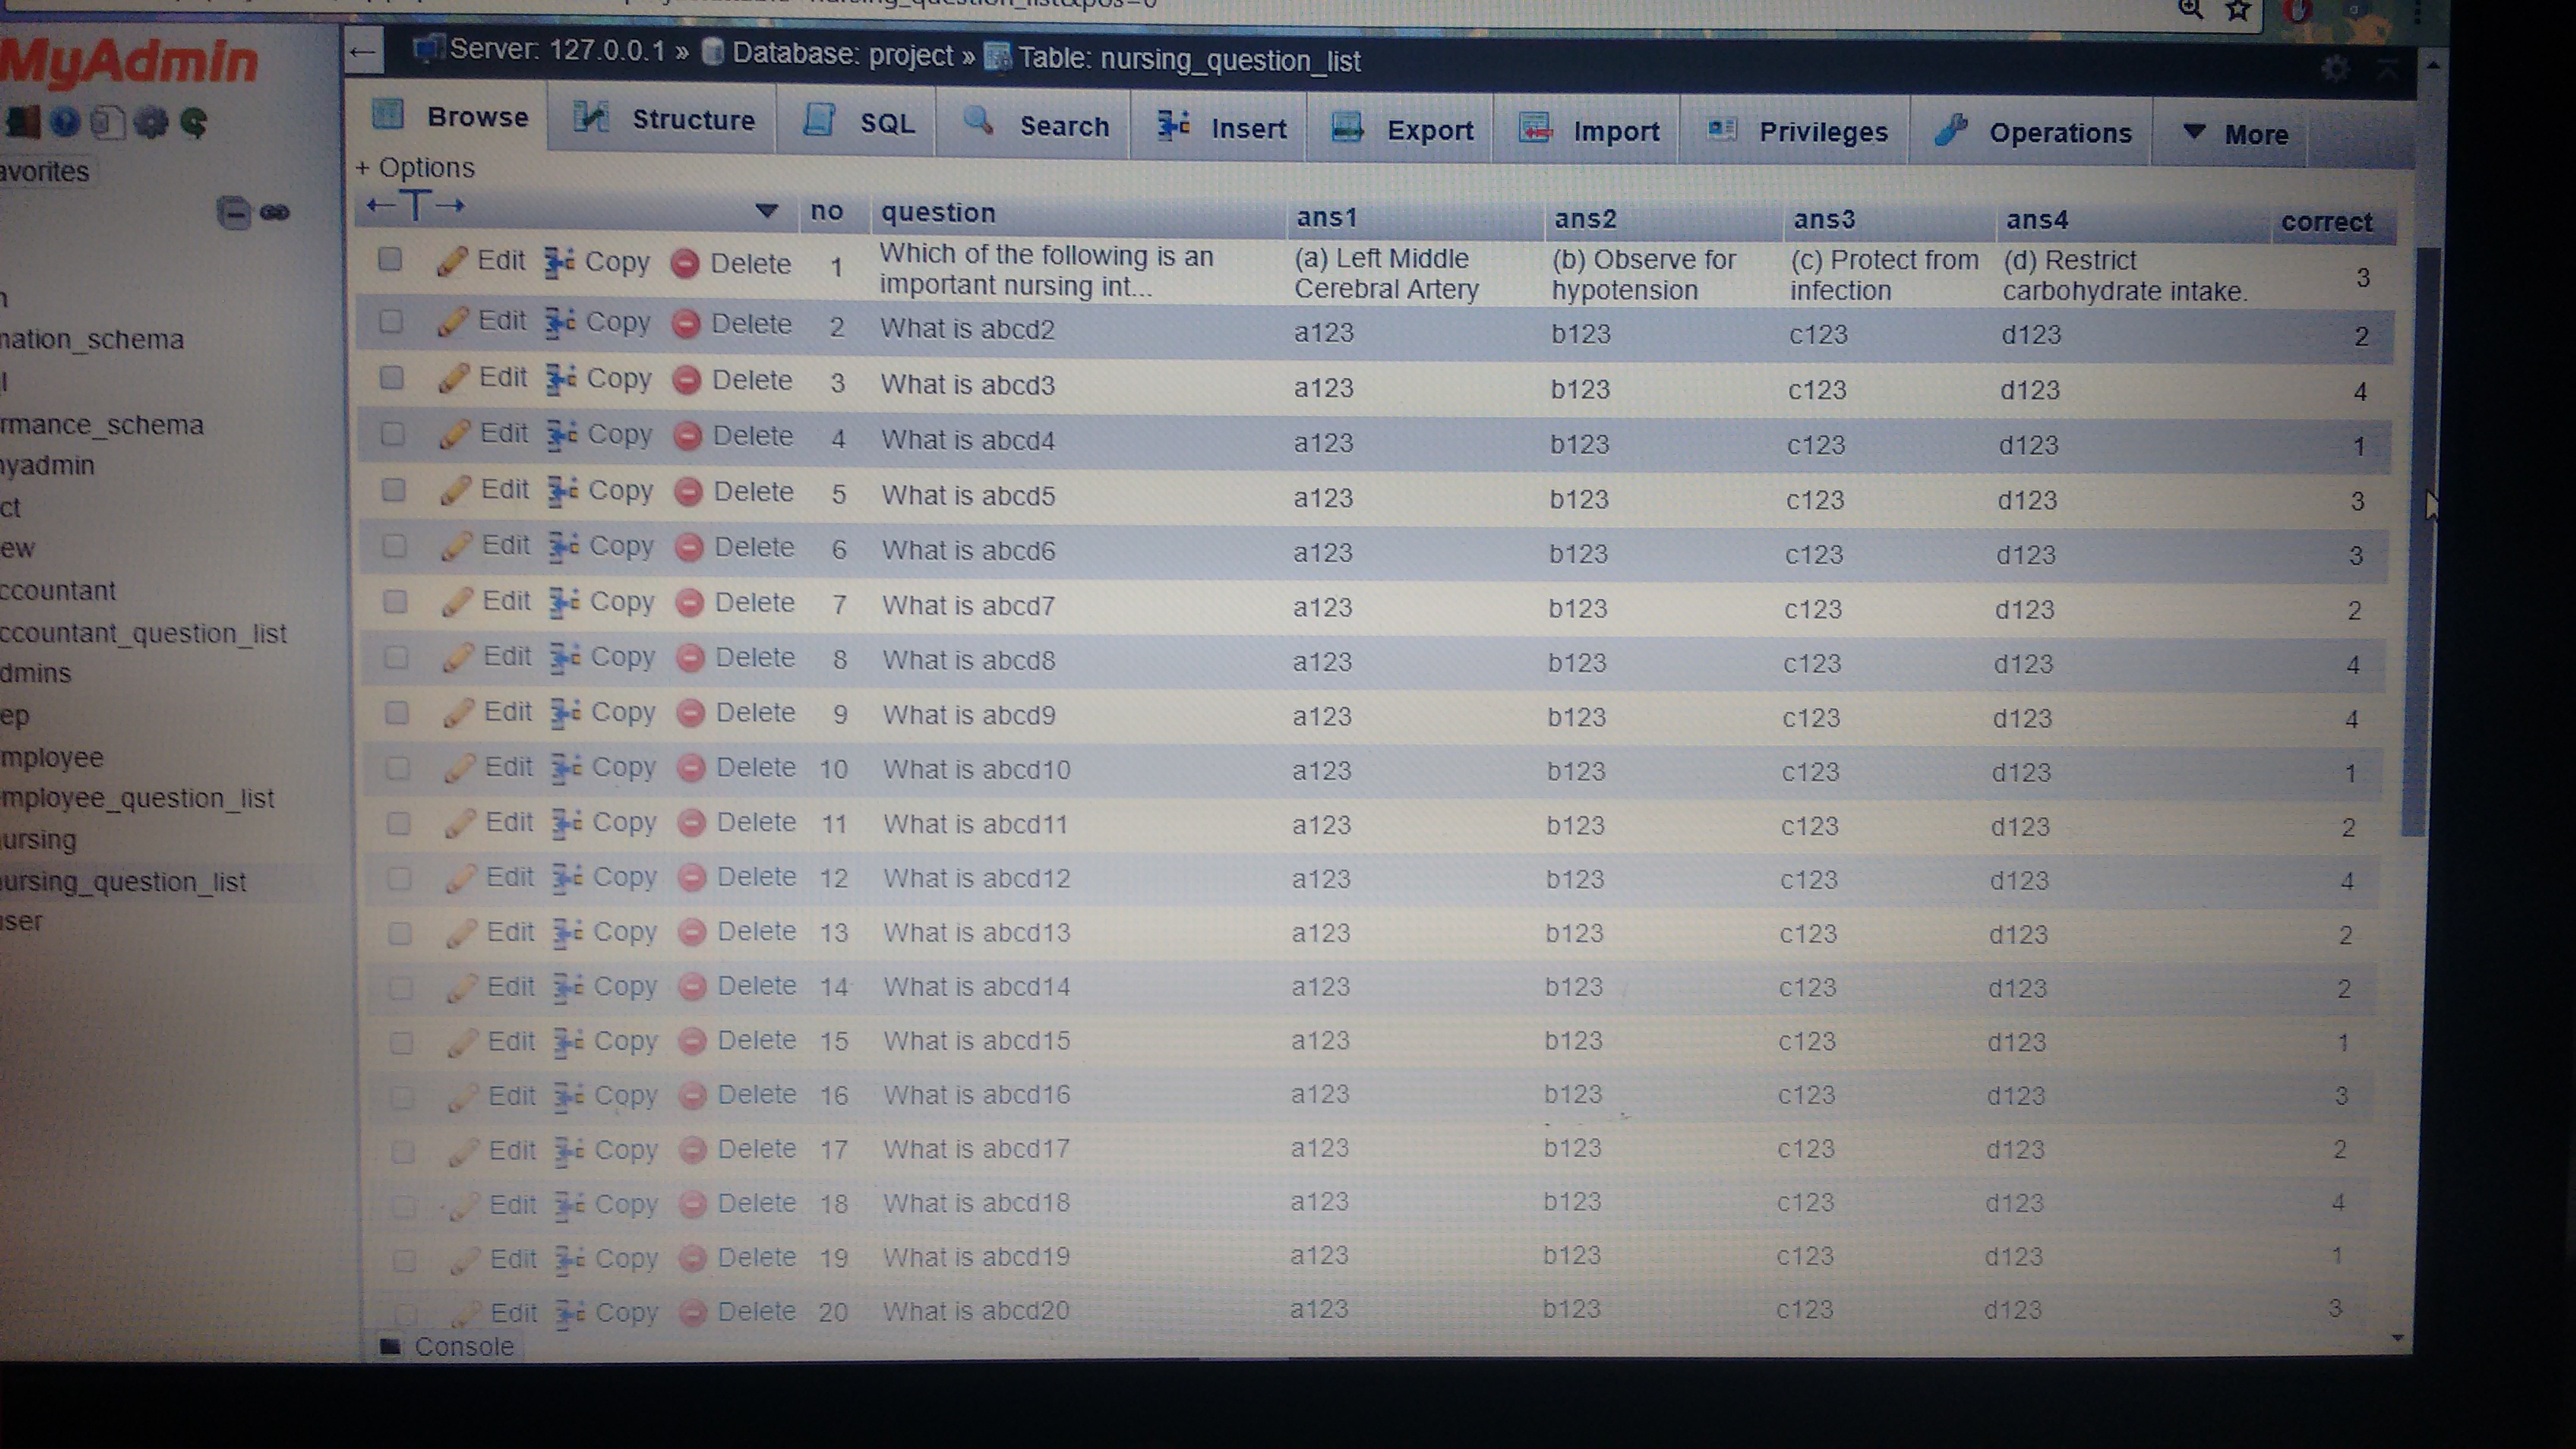 nursing_question_list&pos=0
MyAdmin
avorites
mation_schema
rmance_schema
nyadmin
ct
ew
ccountant
ccountant_question_list
dmins
ep
mployee
mployee_question_list
ursing
ursing_question_list
ser
Server: 127.0.0.1 » Database: project » Table: nursing_question_list
Browse Structure SQL Search Insert Export Import Privileges Operations More
+ Options
←T→ no question ans1 ans2 ans3 ans4 correct
Edit Copy Delete 1 Which of the following is an important nursing int... (a) Left Middle Cerebral Artery (b) Observe for hypotension (c) Protect from infection (d) Restrict carbohydrate intake. 3
Edit Copy Delete 2 What is abcd2 a123 b123 c123 d123 2
Edit Copy Delete 3 What is abcd3 a123 b123 c123 d123 4
Edit Copy Delete 4 What is abcd4 a123 b123 c123 d123 1
Edit Copy Delete 5 What is abcd5 a123 b123 c123 d123 3
Edit Copy Delete 6 What is abcd6 a123 b123 c123 d123 3
Edit Copy Delete 7 What is abcd7 a123 b123 c123 d123 2
Edit Copy Delete 8 What is abcd8 a123 b123 c123 d123 4
Edit Copy Delete 9 What is abcd9 a123 b123 c123 d123 4
Edit Copy Delete 10 What is abcd10 a123 b123 c123 d123 1
Edit Copy Delete 11 What is abcd11 a123 b123 c123 d123 2
Edit Copy Delete 12 What is abcd12 a123 b123 c123 d123 4
Edit Copy Delete 13 What is abcd13 a123 b123 c123 d123 2
Edit Copy Delete 14 What is abcd14 a123 b123 c123 d123 2
Edit Copy Delete 15 What is abcd15 a123 b123 c123 d123 1
Edit Copy Delete 16 What is abcd16 a123 b123 c123 d123 3
Edit Copy Delete 17 What is abcd17 a123 b123 c123 d123 2
Edit Copy Delete 18 What is abcd18 a123 b123 c123 d123 4
Edit Copy Delete 19 What is abcd19 a123 b123 c123 d123 1
Edit Copy Delete 20 What is abcd20 a123 b123 c123 d123 3
Console